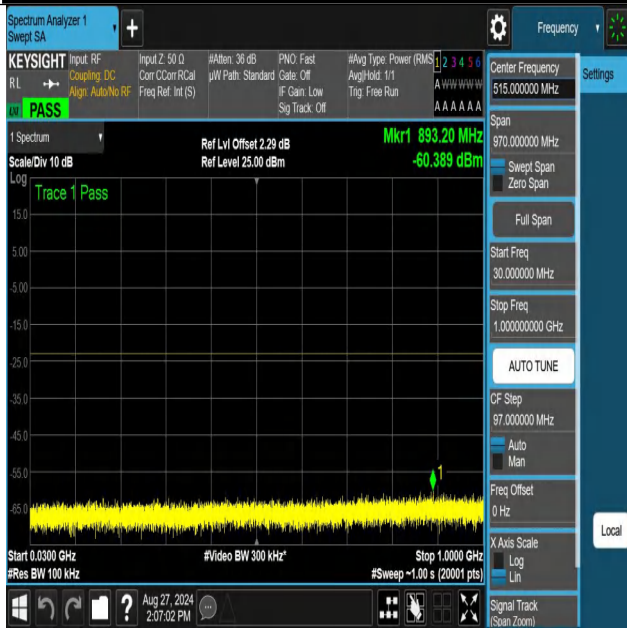 Spectrum Analyzer 1
Swept SA
+
Frequency
KEYSIGHT
RL
Input: RF
Coupling: DC
Align: Auto/No RF
Input Z: 50 Ω
Corr CCorr RCal
Freq Ref: Int (S)
#Atten: 36 dB
µW Path: Standard
PNO: Fast
Gate: Off
IF Gain: Low
Sig Track: Off
#Avg Type: Power (RMS
Avg|Hold: 1/1
Trig: Free Run
1 2 3 4 5 6
A W W W W W
A A A A A A
PASS
1 Spectrum
Scale/Div 10 dB
Ref Lvl Offset 2.29 dB
Ref Level 25.00 dBm
Mkr1 893.20 MHz
-60.389 dBm
Log
Trace 1 Pass
15.0
5.00
-5.00
-15.0
-25.0
-35.0
-45.0
-55.0
-65.0
1
Start 0.0300 GHz
#Res BW 100 kHz
#Video BW 300 kHz*
Stop 1.0000 GHz
#Sweep ~1.00 s (20001 pts)
Center Frequency
515.000000 MHz
Span
970.000000 MHz
Swept Span
Zero Span
Full Span
Start Freq
30.000000 MHz
Stop Freq
1.000000000 GHz
AUTO TUNE
CF Step
97.000000 MHz
Auto
Man
Freq Offset
0 Hz
X Axis Scale
Log
Lin
Signal Track
(Span Zoom)
Settings
Local
?
Aug 27, 2024
2:07:02 PM